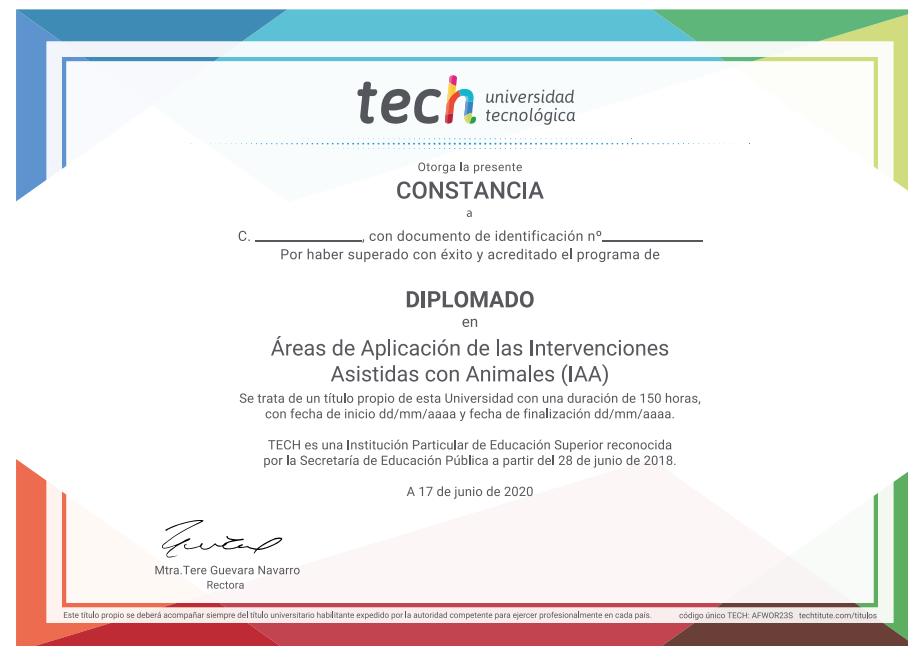 tech universidad
tecnológica
Otorga la presente
CONSTANCIA
a
C. ________________, con documento de identificación nº_______________
Por haber superado con éxito y acreditado el programa de
DIPLOMADO
en
Áreas de Aplicación de las Intervenciones
Asistidas con Animales (IAA)
Se trata de un título propio de esta Universidad con una duración de 150 horas,
con fecha de inicio dd/mm/aaaa y fecha de finalización dd/mm/aaaa.
TECH es una Institución Particular de Educación Superior reconocida
por la Secretaría de Educación Pública a partir del 28 de junio de 2018.
A 17 de junio de 2020
Mtra.Tere Guevara Navarro
Rectora
Este título propio se deberá acompañar siempre del título universitario habilitante expedido por la autoridad competente para ejercer profesionalmente en cada país. código único TECH: AFWOR23S techtitute.com/títulos